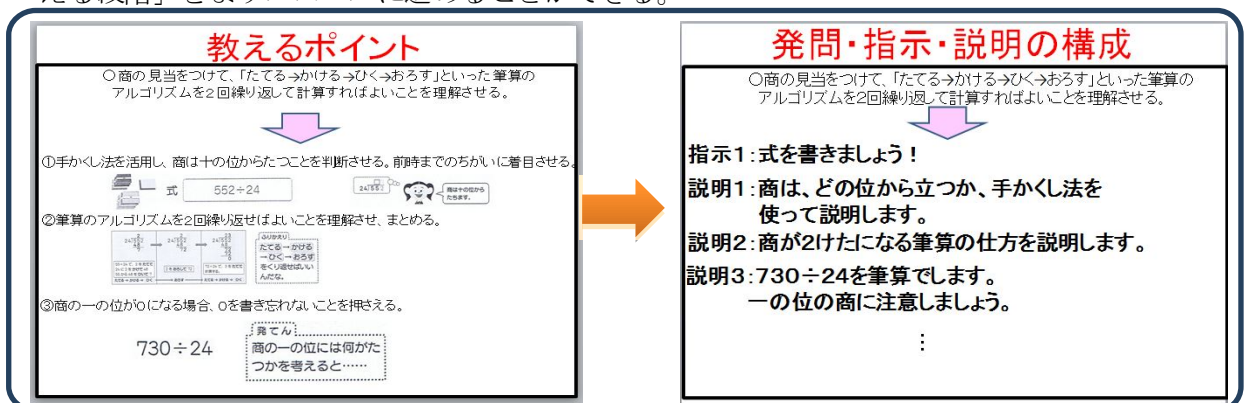 教えるポイント
○商の見当をつけて、「たてる→かける→ひく→おろす」といった筆算の
アルゴリズムを2回繰り返して計算すればよいことを理解させる。
①手かくし法を活用し、商は十の位からたつことを判断させる。前時までのちがいに着目させる。
式 552÷24
商は十の位から
たちます。
②筆算のアルゴリズムを2回繰り返せばよいことを理解させ、まとめる。
ふりかえり
たてる→かける
→ひく→おろす
をくり返せばいい
んだな。
③商の一の位が0になる場合、0を書き忘れないことを押さえる。
730÷24
発てん
商の一の位には何がた
つかを考えると……
発問・指示・説明の構成
○商の見当をつけて、「たてる→かける→ひく→おろす」といった筆算の
アルゴリズムを2回繰り返して計算すればよいことを理解させる。
指示1:式を書きましょう!
説明1:商は、どの位から立つか、手かくし法を
使って説明します。
説明2:商が2けたになる筆算の仕方を説明します。
説明3:730÷24を筆算でします。
一の位の商に注意しましょう。
⋮